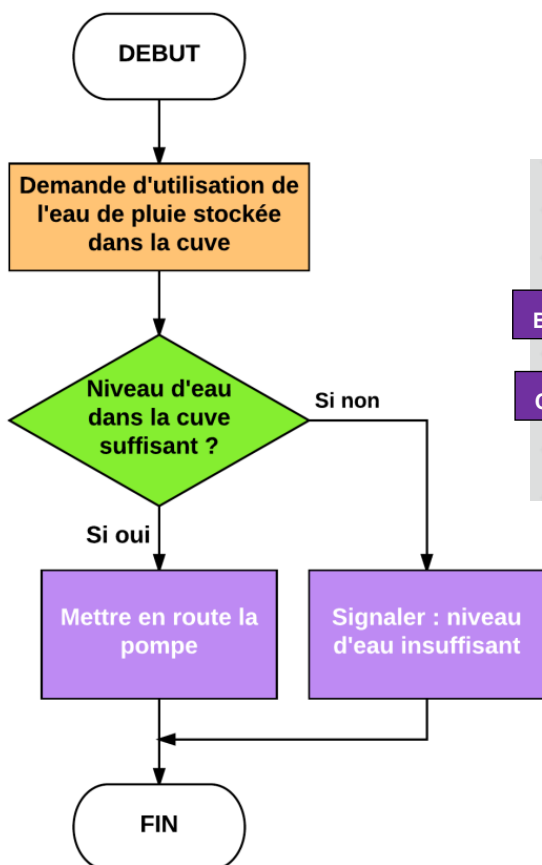 DEBUT
Demande d'utilisation de
l'eau de pluie stockée
dans la cuve
Niveau d'eau
dans la cuve
suffisant ?
Si non
Si oui
Mettre en route la
pompe
Signaler : niveau
d'eau insuffisant
FIN